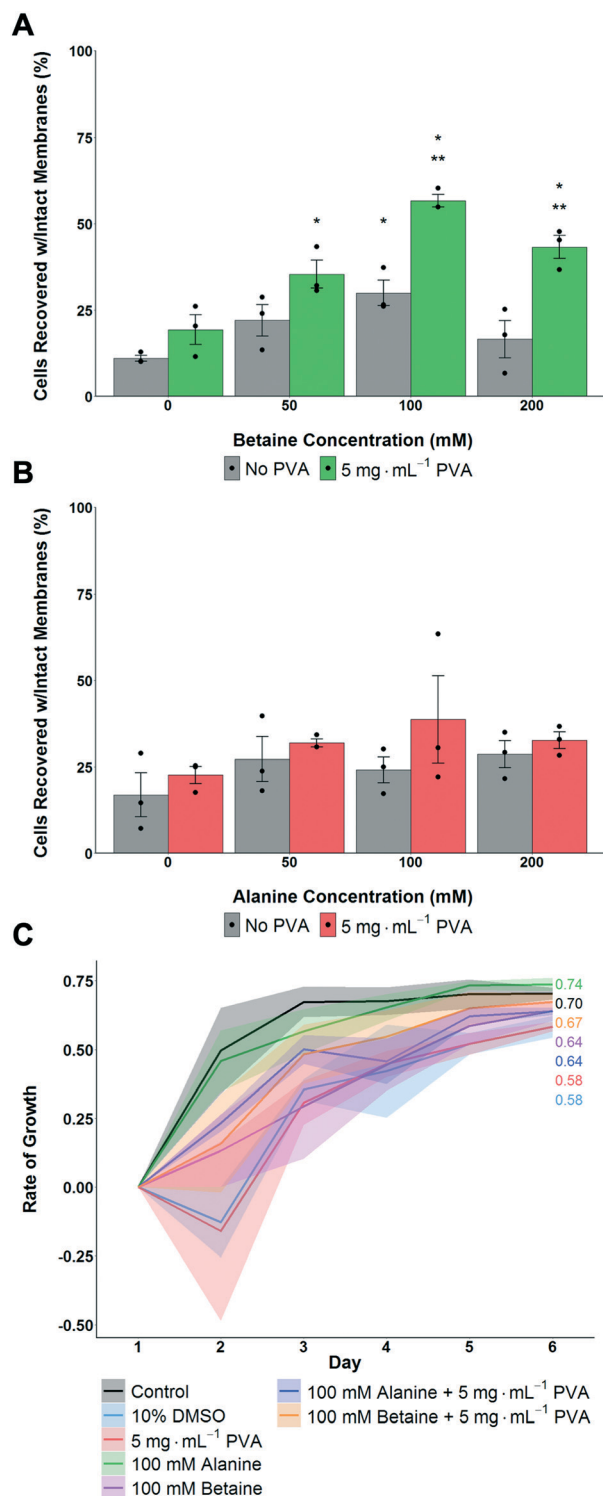 A
Cells Recovered w/Intact Membranes (%)
100
75
50
25
0
*
*
*
**
*
**
0 50 100 200
Betaine Concentration (mM)
No PVA 5 mg · mL⁻¹ PVA
B
Cells Recovered w/Intact Membranes (%)
100
75
50
25
0
0 50 100 200
Alanine Concentration (mM)
No PVA 5 mg · mL⁻¹ PVA
C
Rate of Growth
0.75
0.50
0.25
0.00
-0.25
-0.50
0.74
0.70
0.67
0.64
0.64
0.58
0.58
1 2 3 4 5 6
Day
Control
10% DMSO
5 mg · mL⁻¹ PVA
100 mM Alanine
100 mM Betaine
100 mM Alanine + 5 mg · mL⁻¹ PVA
100 mM Betaine + 5 mg · mL⁻¹ PVA